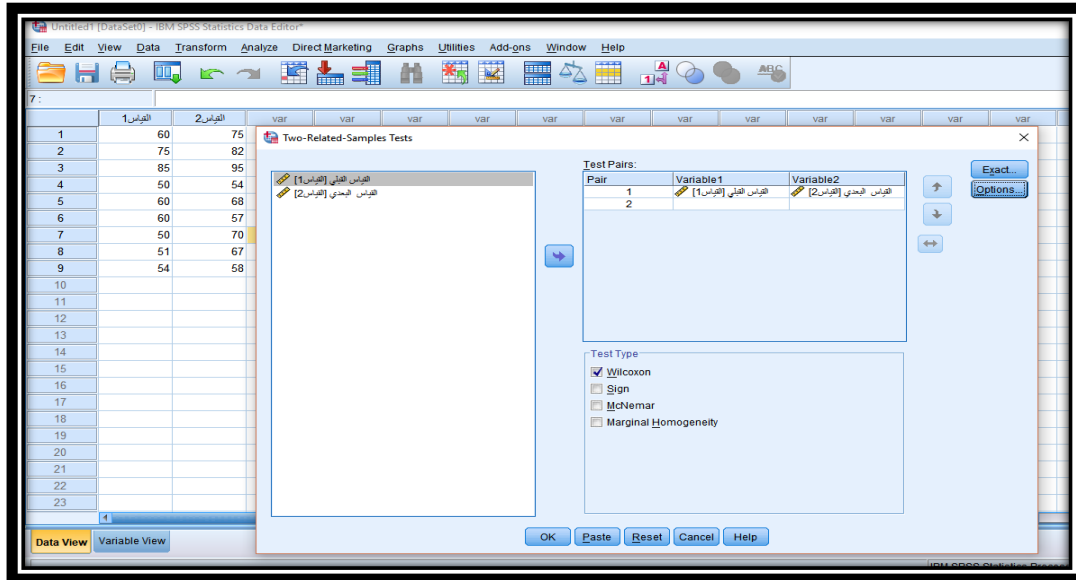 Untitled1 [DataSet0] - IBM SPSS Statistics Data Editor*
File Edit View Data Transform Analyze Direct Marketing Graphs Utilities Add-ons Window Help
7 :
القياس1 القياس2 var var var var var var var var var var var
1 60 75
2 75 82
3 85 95
4 50 54
5 60 68
6 60 57
7 50 70
8 51 67
9 54 58
10
11
12
13
14
15
16
17
18
19
20
21
22
23
Two-Related-Samples Tests
القياس القبلي [القياس1]
القياس البعدي [القياس2]
Test Pairs:
Pair Variable1 Variable2
1 القياس القبلي [القياس1] القياس البعدي [القياس2]
2
Exact...
Options...
Test Type
Wilcoxon
Sign
McNemar
Marginal Homogeneity
OK Paste Reset Cancel Help
Data View Variable View